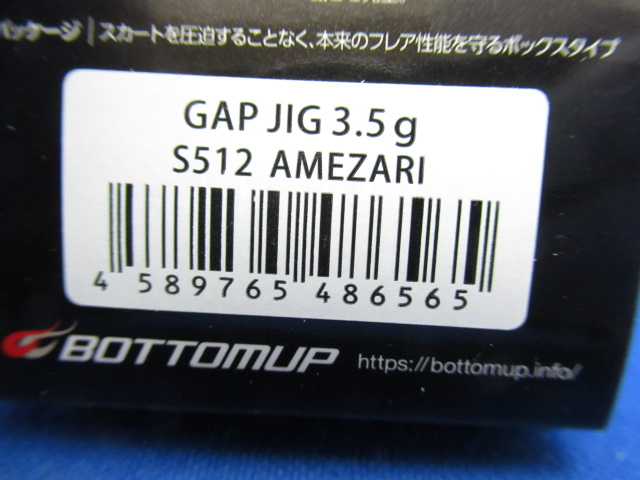 パッケージ | スカートを圧迫することなく、本来のフレア性能を守るボックスタイプ
GAP JIG 3.5g
S512 AMEZARI
4 589765 486565
BOTTOMUP
https://bottomup.info/